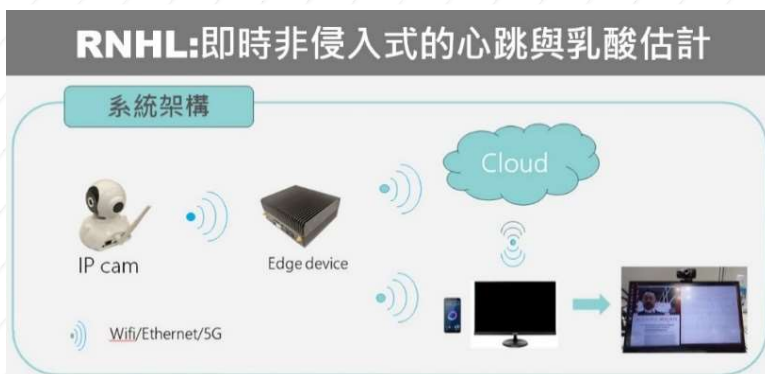 RNHL:即時非侵入式的心跳與乳酸估計
系統架構
Cloud
IP cam
Edge device
Wifi/Ethernet/5G